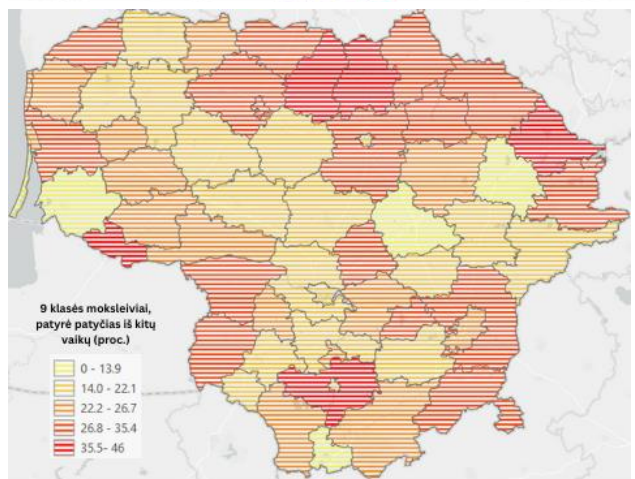 9 klasės moksleiviai,
patyrė patyčias iš kitų
vaikų (proc.)
0 - 13.9
14.0 - 22.1
22.2 - 26.7
26.8 - 35.4
35.5- 46